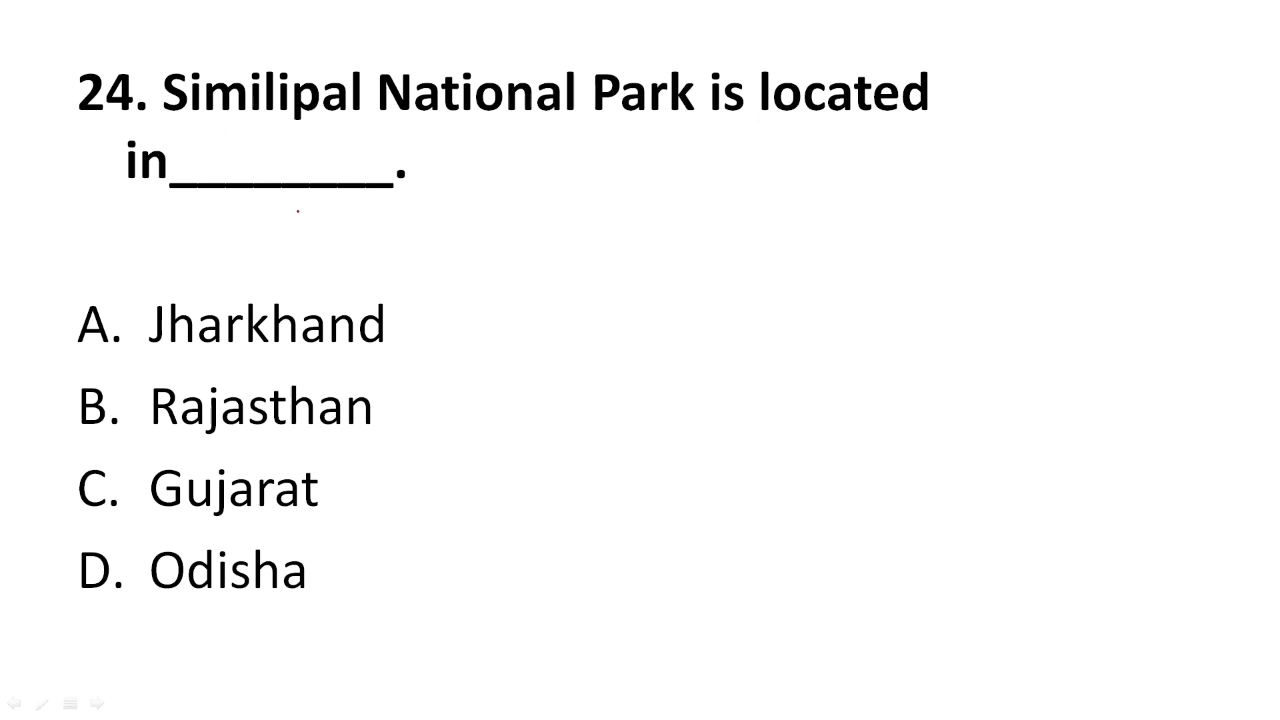 24. Similipal National Park is located
in________.
A. Jharkhand
B. Rajasthan
C. Gujarat
D. Odisha